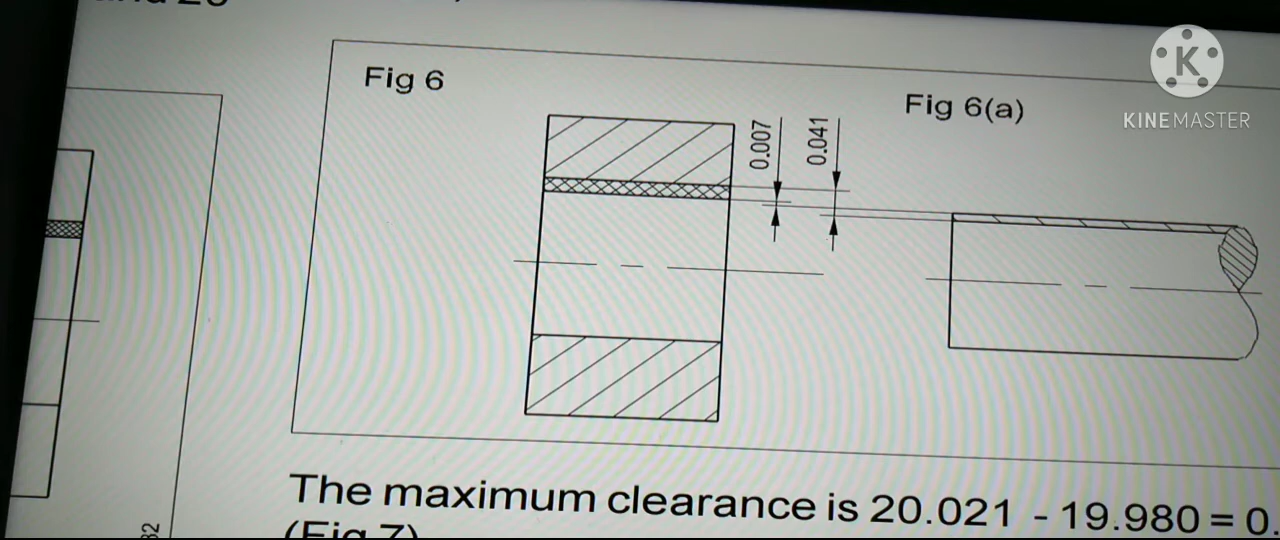 Fig 6
Fig 6(a)
K
KINEMASTER
0.007
0.041
The maximum clearance is 20.021 - 19.980 = 0.
(Fig 7)